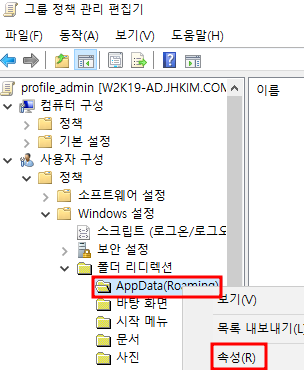 그룹 정책 관리 편집기
파일(F) 동작(A) 보기(V) 도움말(H)
profile_admin [W2K19-AD.JHKIM.COM
이름
컴퓨터 구성
정책
기본 설정
사용자 구성
정책
소프트웨어 설정
Windows 설정
스크립트 (로그온/로그오
보안 설정
폴더 리디렉션
AppData(Roaming)
보기(V)
바탕 화면
시작 메뉴
목록 내보내기(L)
문서
사진
속성(R)